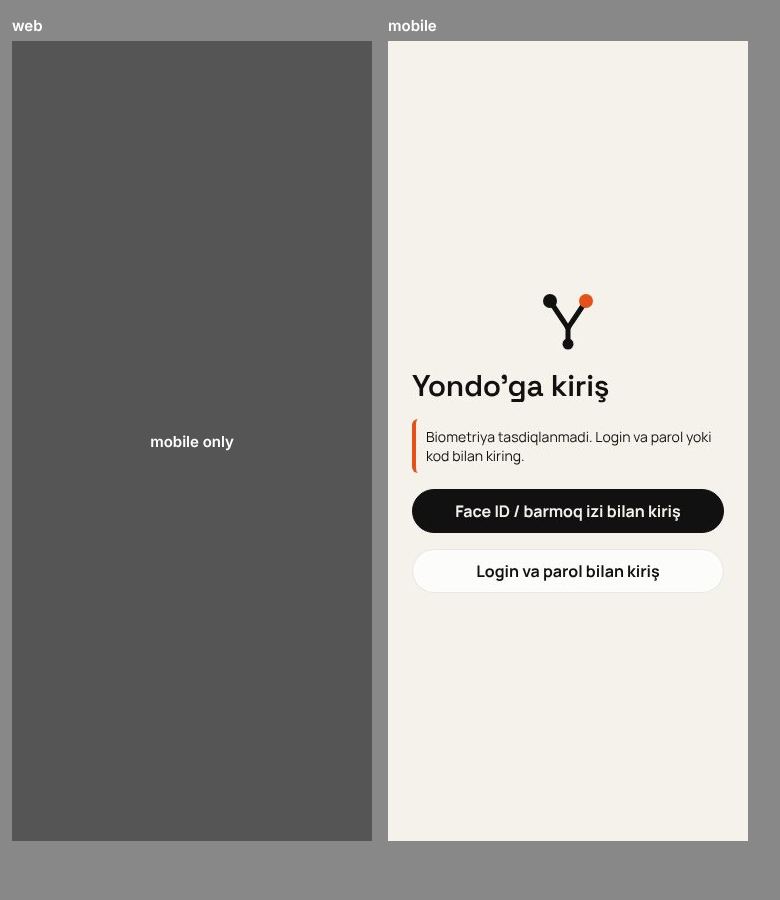 web
mobile
mobile only
Yondo’ga kiriş
Biometriya tasdiqlanmadi. Login va parol yoki
kod bilan kiring.
Face ID / barmoq izi bilan kiriş
Login va parol bilan kiriş